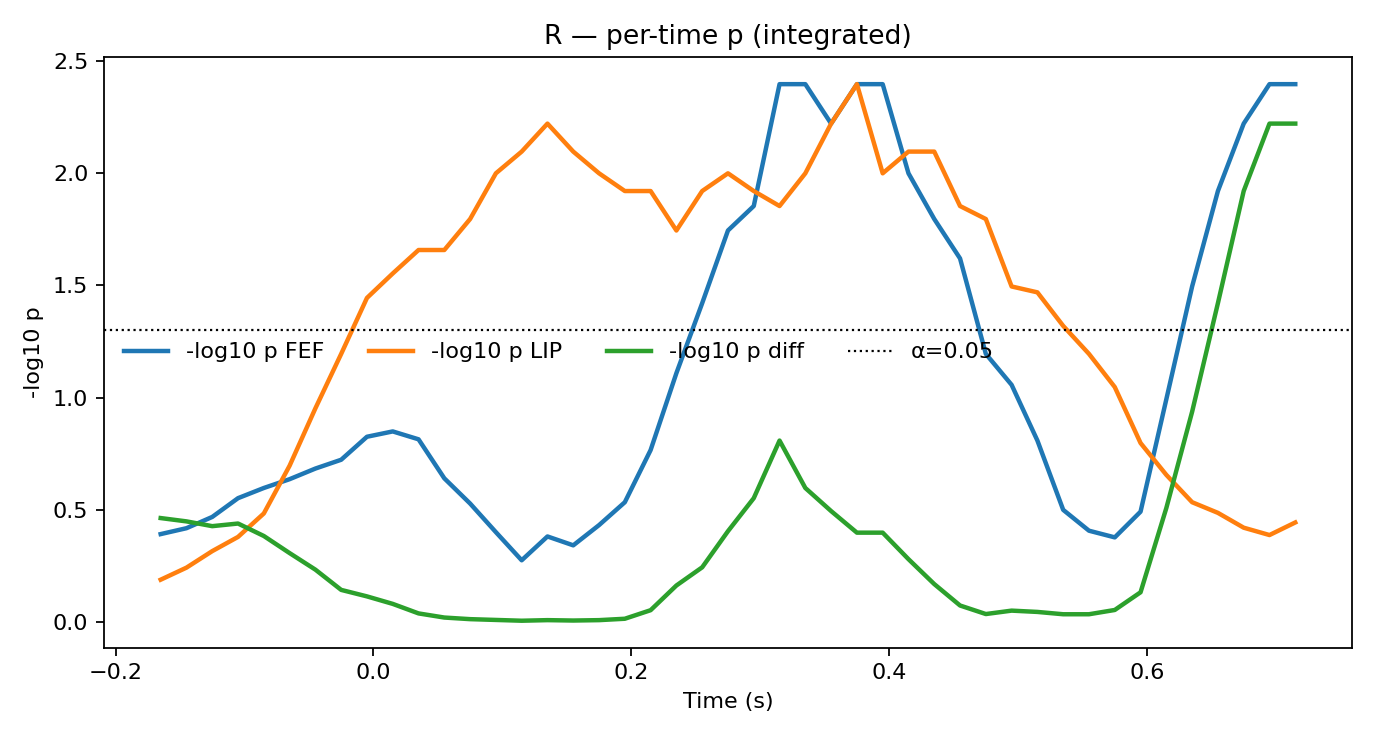 R — per-time p (integrated)
2.5
2.0
1.5
1.0
0.5
0.0
-log10 p
-log10 p FEF -log10 p LIP -log10 p diff α=0.05
−0.2 0.0 0.2 0.4 0.6
Time (s)